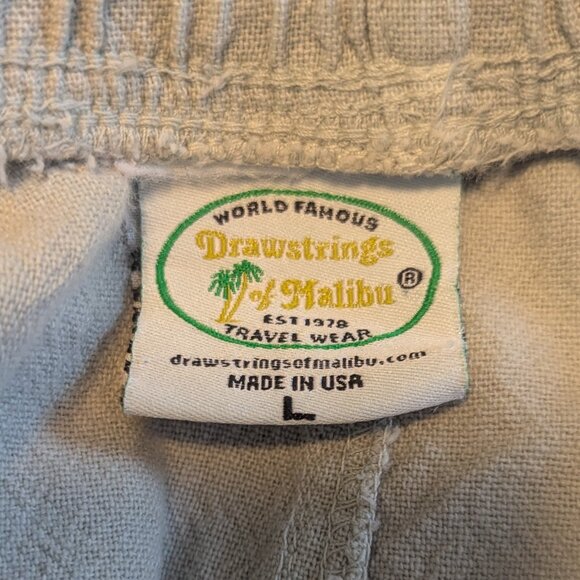 WORLD FAMOUS
Drawstrings
of Malibu®
EST 1978
TRAVEL WEAR
drawstringsofmalibu.com
MADE IN USA
L